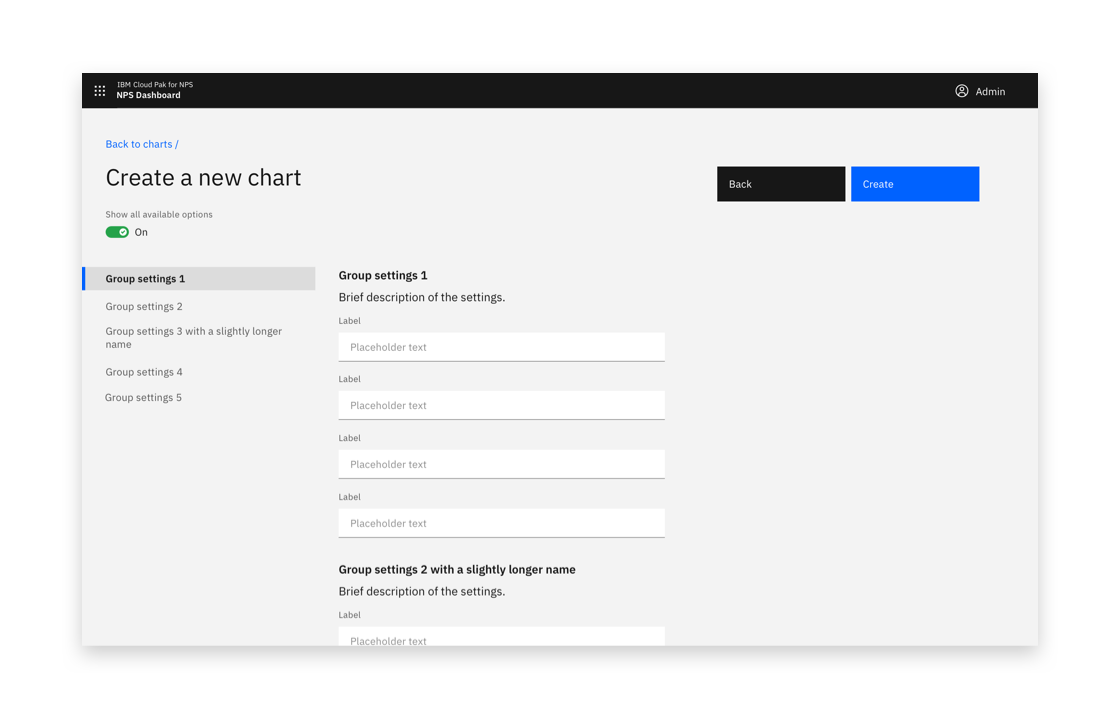 IBM Cloud Pak for NPS
NPS Dashboard
Admin
Back to charts /
Create a new chart
Back
Create
Show all available options
On
Group settings 1
Group settings 2
Group settings 3 with a slightly longer
name
Group settings 4
Group settings 5
Group settings 1
Brief description of the settings.
Label
Placeholder text
Label
Placeholder text
Label
Placeholder text
Label
Placeholder text
Group settings 2 with a slightly longer name
Brief description of the settings.
Label
Placeholder text